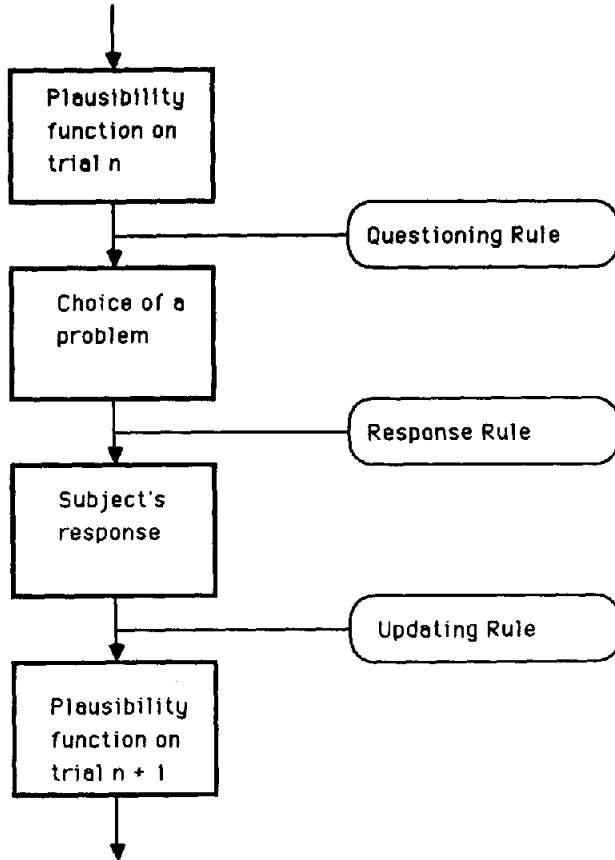 Plausibility
function on
trial n
Questioning Rule
Choice of a
problem
Response Rule
Subject's
response
Updating Rule
Plausibility
function on
trial n + 1